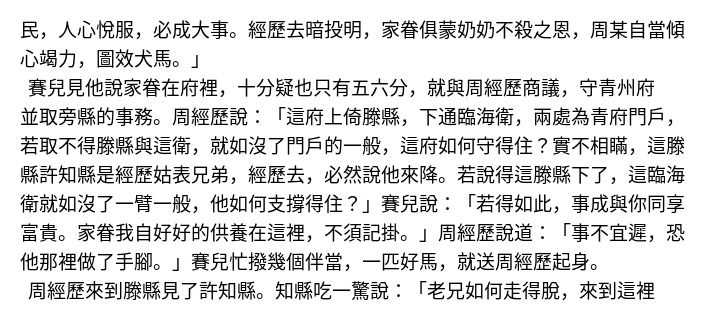 民，人心悅服，必成大事。經歷去暗投明，家眷俱蒙奶奶不殺之恩，周某自當傾
心竭力，圖效犬馬。」
賽兒見他說家眷在府裡，十分疑也只有五六分，就與周經歷商議，守青州府
並取旁縣的事務。周經歷說：「這府上倚滕縣，下通臨海衛，兩處為青府門戶，
若取不得滕縣與這衛，就如沒了門戶的一般，這府如何守得住？實不相瞞，這滕
縣許知縣是經歷姑表兄弟，經歷去，必然說他來降。若說得這滕縣下了，這臨海
衛就如沒了一臂一般，他如何支撐得住？」賽兒說：「若得如此，事成與你同享
富貴。家眷我自好好的供養在這裡，不須記掛。」周經歷說道：「事不宜遲，恐
他那裡做了手腳。」賽兒忙撥幾個伴當，一匹好馬，就送周經歷起身。
周經歷來到滕縣見了許知縣。知縣吃一驚說：「老兄如何走得脫，來到這裡